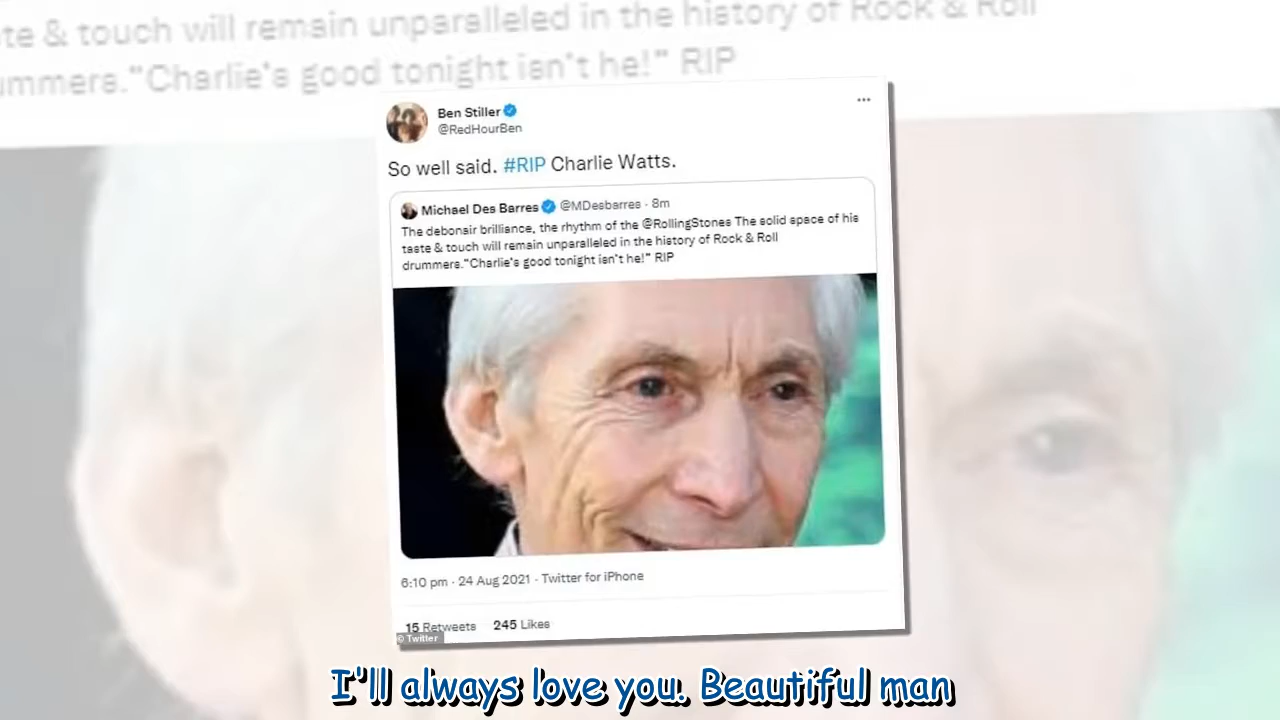 te & touch will remain unparalleled in the history of Rock & Roll
ummers."Charlie's good tonight isn't he!" RIP
Ben Stiller
@RedHourBen
So well said. #RIP Charlie Watts.
Michael Des Barres @MDesbarres · 8m
The debonair brilliance, the rhythm of the @RollingStones The solid space of his
taste & touch will remain unparalleled in the history of Rock & Roll
drummers."Charlie's good tonight isn't he!" RIP
6:10 pm · 24 Aug 2021 · Twitter for iPhone
15 Retweets 245 Likes
© Twitter
I'll always love you. Beautiful man